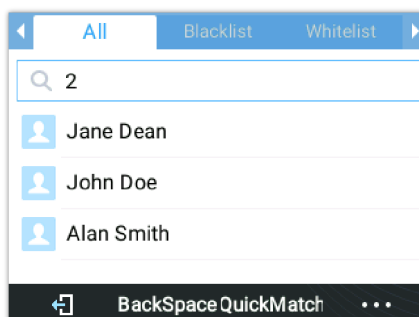 All Blacklist Whitelist
2
Jane Dean
John Doe
Alan Smith
BackSpace QuickMatch